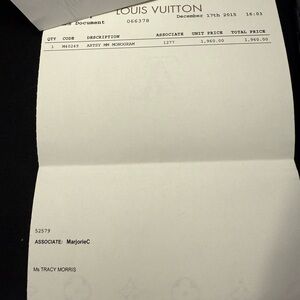 LOUIS VUITTON
Document December 17th 2015 16:03
066378
QTY CODE DESCRIPTION ASSOCIATE UNIT PRICE TOTAL PRICE
1 M40249 ARTSY MM MONOGRAM 1277 1,960.00 1,960.00
52579
ASSOCIATE: MarjorieC
Ms TRACY MORRIS